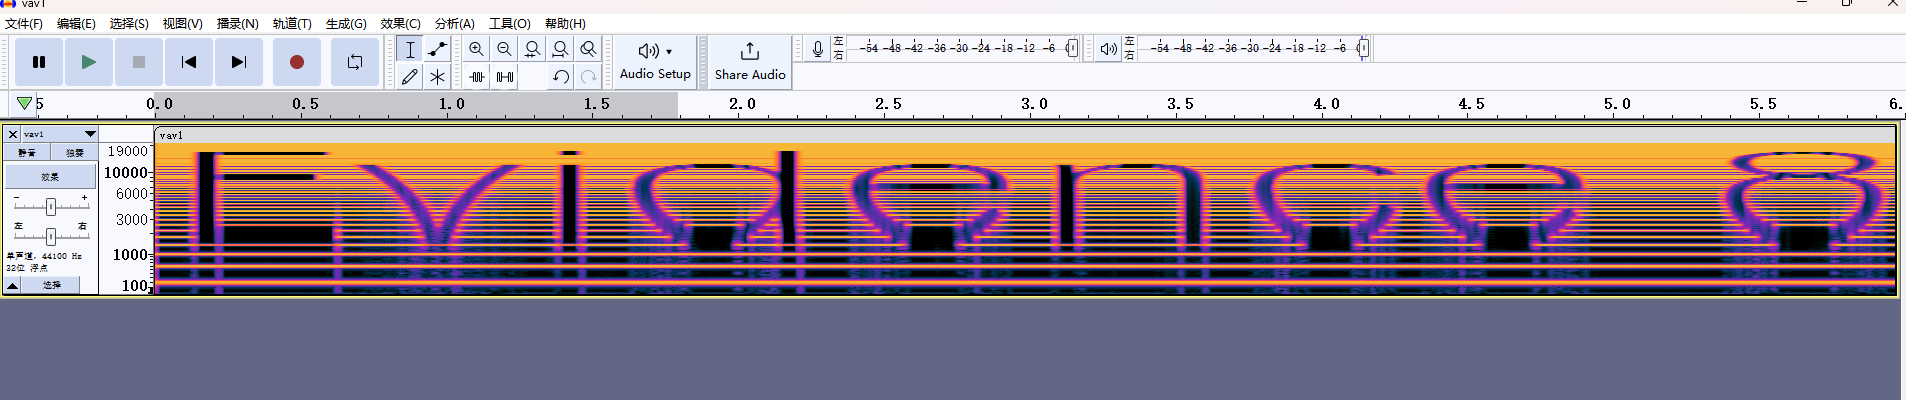 vav1
文件(F) 编辑(E) 选择(S) 视图(V) 播录(N) 轨道(T) 生成(G) 效果(C) 分析(A) 工具(O) 帮助(H)
Audio Setup
Share Audio
左
右
-54 -48 -42 -36 -30 -24 -18 -12 -6 0
左
右
-54 -48 -42 -36 -30 -24 -18 -12 -6 0
5 0.0 0.5 1.0 1.5 2.0 2.5 3.0 3.5 4.0 4.5 5.0 5.5 6.
vav1
vav1
静音 独奏
效果
- +
左 右
单声道, 44100 Hz
32位 浮点
选择
19000
10000
6000
3000
1000
100
Evidence 8